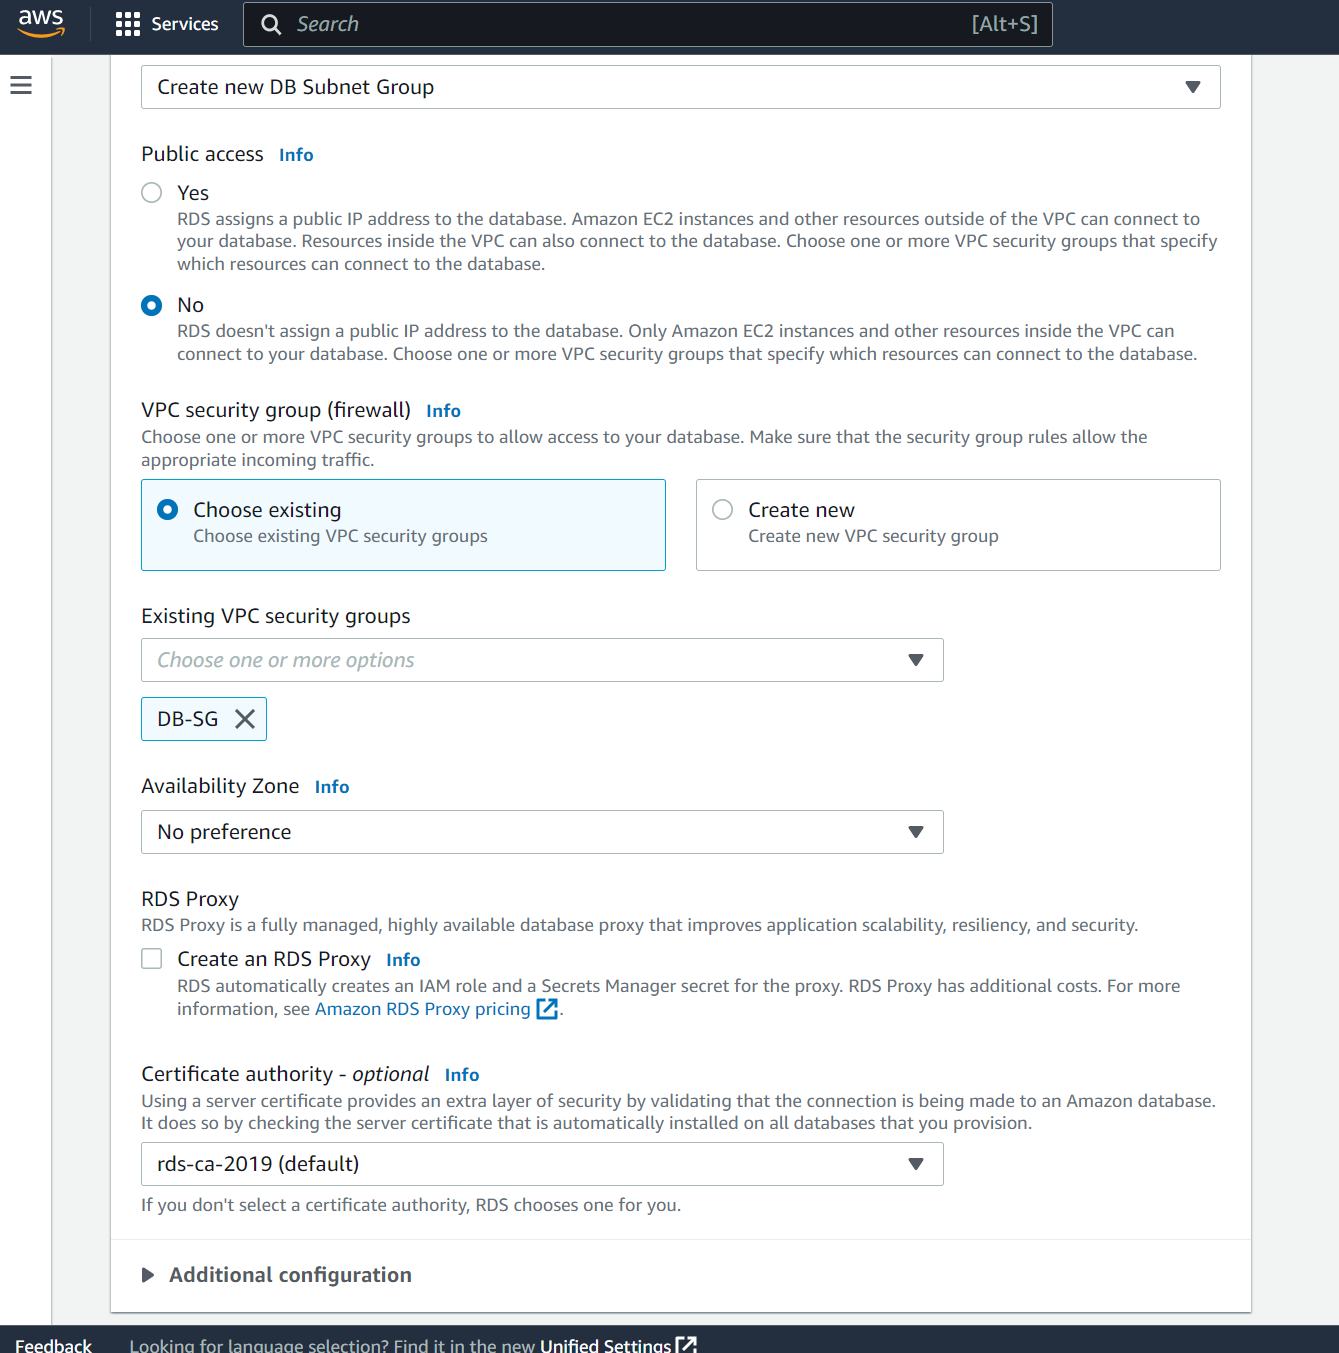 aws
Services
Search
[Alt+S]
Create new DB Subnet Group
Public access Info
Yes
RDS assigns a public IP address to the database. Amazon EC2 instances and other resources outside of the VPC can connect to
your database. Resources inside the VPC can also connect to the database. Choose one or more VPC security groups that specify
which resources can connect to the database.
No
RDS doesn't assign a public IP address to the database. Only Amazon EC2 instances and other resources inside the VPC can
connect to your database. Choose one or more VPC security groups that specify which resources can connect to the database.
VPC security group (firewall) Info
Choose one or more VPC security groups to allow access to your database. Make sure that the security group rules allow the
appropriate incoming traffic.
Choose existing
Choose existing VPC security groups
Create new
Create new VPC security group
Existing VPC security groups
Choose one or more options
DB-SG
Availability Zone Info
No preference
RDS Proxy
RDS Proxy is a fully managed, highly available database proxy that improves application scalability, resiliency, and security.
Create an RDS Proxy Info
RDS automatically creates an IAM role and a Secrets Manager secret for the proxy. RDS Proxy has additional costs. For more
information, see Amazon RDS Proxy pricing.
Certificate authority - optional Info
Using a server certificate provides an extra layer of security by validating that the connection is being made to an Amazon database.
It does so by checking the server certificate that is automatically installed on all databases that you provision.
rds-ca-2019 (default)
If you don't select a certificate authority, RDS chooses one for you.
Additional configuration
Feedback
Looking for language selection? Find it in the new Unified Settings